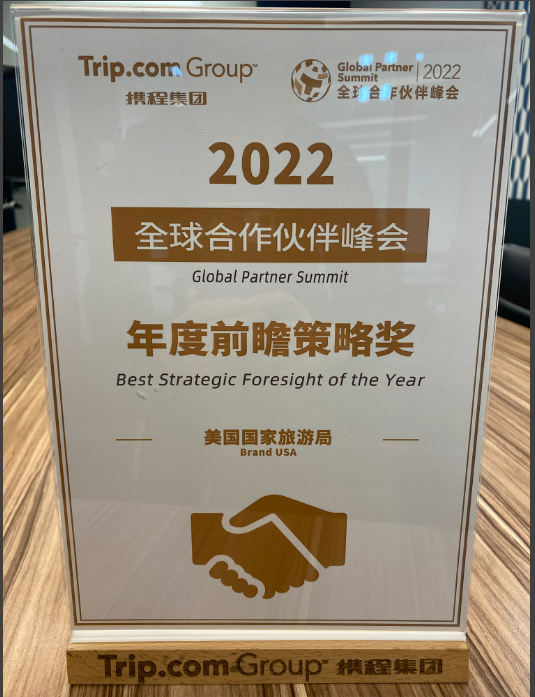 Trip.com Group™
携程集团
Global Partner
Summit
2022
全球合作伙伴峰会
2022
全球合作伙伴峰会
Global Partner Summit
年度前瞻策略奖
Best Strategic Foresight of the Year
美国国家旅游局
Brand USA
Trip.com Group™ 携程集团